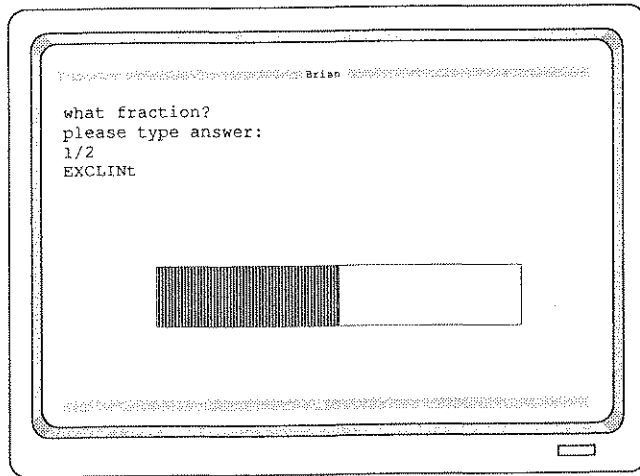 Brian
what fraction?
please type answer:
1/2
EXCLINt